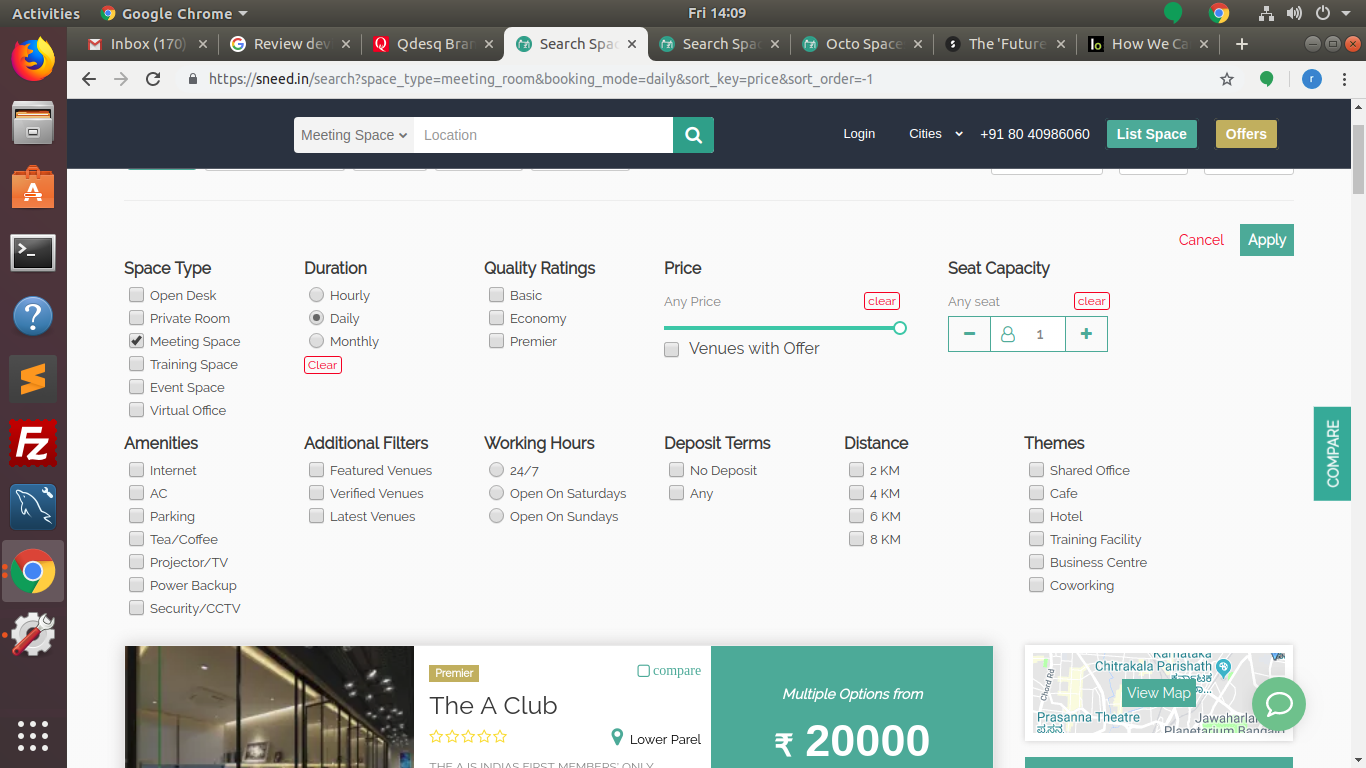 Activities
Google Chrome
Fri 14:09
Inbox (170)
Review dev
Qdesq Bran
Search Spac
Search Spac
Octo Space
The 'Future
How We Ca
https://sneed.in/search?space_type=meeting_room&booking_mode=daily&sort_key=price&sort_order=-1
r
Meeting Space
Location
Login
Cities
+91 80 40986060
List Space
Offers
Cancel
Apply
Space Type
Open Desk
Private Room
Meeting Space
Training Space
Event Space
Virtual Office
Duration
Hourly
Daily
Monthly
Clear
Quality Ratings
Basic
Economy
Premier
Price
Any Price
clear
Venues with Offer
Seat Capacity
Any seat
clear
1
Amenities
Internet
AC
Parking
Tea/Coffee
Projector/TV
Power Backup
Security/CCTV
Additional Filters
Featured Venues
Verified Venues
Latest Venues
Working Hours
24/7
Open On Saturdays
Open On Sundays
Deposit Terms
No Deposit
Any
Distance
2 KM
4 KM
6 KM
8 KM
Themes
Shared Office
Cafe
Hotel
Training Facility
Business Centre
Coworking
COMPARE
Premier
compare
The A Club
Lower Parel
THE A IS INDIAS FIRST MEMBERS' ONLY
Multiple Options from
₹ 20000
Karnataka
Chitrakala Parishath
View Map
Chord Rd
Prasanna Theatre
Jawaharlal
Planetarium Bangal